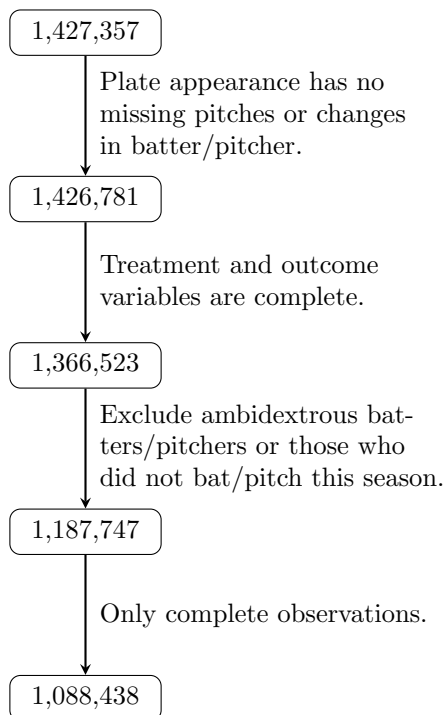 1,427,357
Plate appearance has no
missing pitches or changes
in batter/pitcher.
1,426,781
Treatment and outcome
variables are complete.
1,366,523
Exclude ambidextrous bat-
ters/pitchers or those who
did not bat/pitch this season.
1,187,747
Only complete observations.
1,088,438